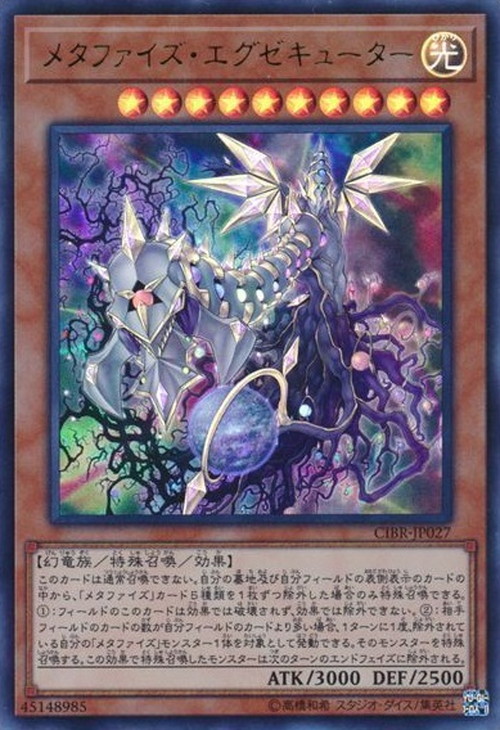 メタファイズ・エグゼキューター
光
CIBR-JP027
【幻竜族／特殊召喚／効果】
このカードは通常召喚できない。自分の墓地及び自分フィールドの表側表示のカードの
中から、「メタファイズ」カード５種類を１枚ずつ除外した場合のみ特殊召喚できる。
①：フィールドのこのカードは効果では破壊されず、効果では除外できない。②：相手
フィールドのカードの数が自分フィールドのカードより多い場合、１ターンに１度、除外されて
いる自分の「メタファイズ」モンスター１体を対象として発動できる。そのモンスターを特殊
召喚する。この効果で特殊召喚したモンスターは次のターンのエンドフェイズに除外される。
ATK/3000 DEF/2500
45148985
©高橋和希 スタジオ・ダイス/集英社